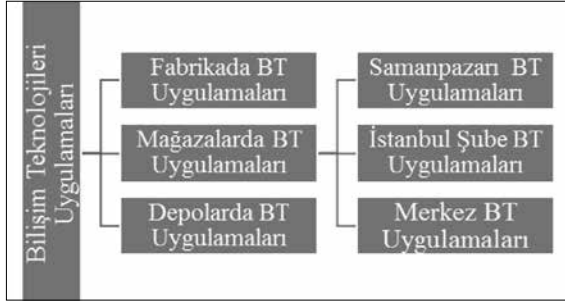 Bilişim Teknolojileri
Uygulamaları
Fabrikada BT
Uygulamaları
Mağazalarda BT
Uygulamaları
Depolarda BT
Uygulamaları
Samanpazarı BT
Uygulamaları
İstanbul Şube BT
Uygulamaları
Merkez BT
Uygulamaları